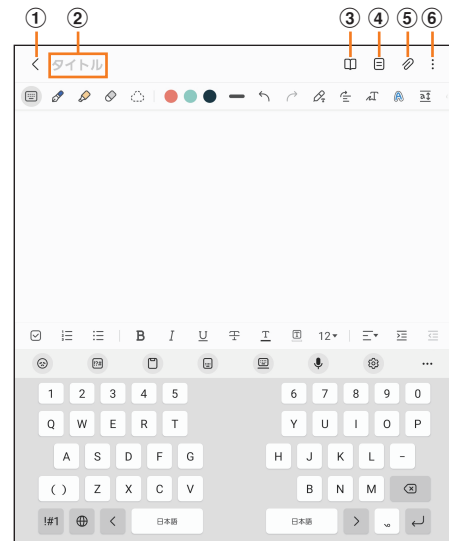 ① ② ③ ④ ⑤ ⑥
タイトル
B I U T T T 12
1 2 3 4 5 6 7 8 9 0
Q W E R T Y U I O P
A S D F G H J K L -
( ) Z X C V B N M
!#1 日本語 日本語